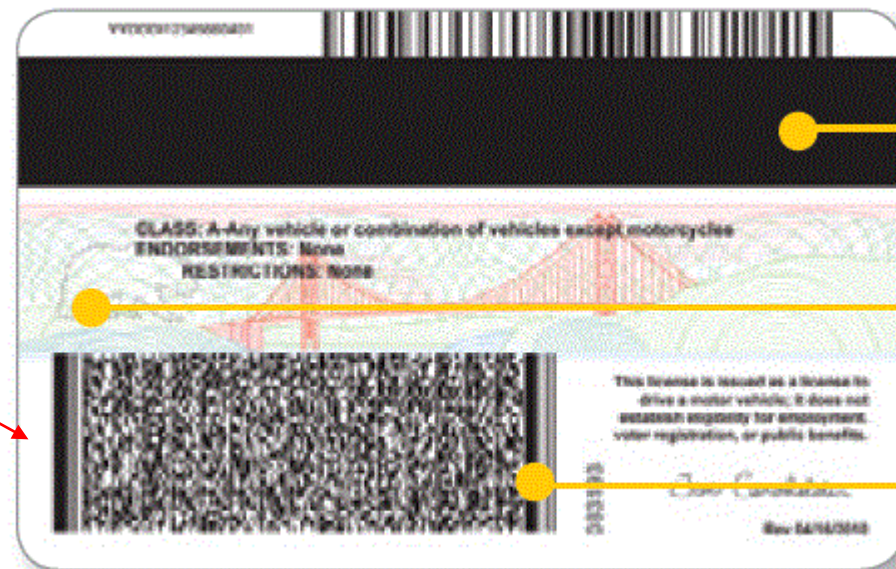 CLASS: A-Any vehicle or combination of vehicles except motorcycles
ENDORSEMENTS: None
RESTRICTIONS: None
This license is issued as a license to
drive a motor vehicle; it does not
establish eligibility for employment,
voter registration, or public benefits.
Rev 04/16/2010